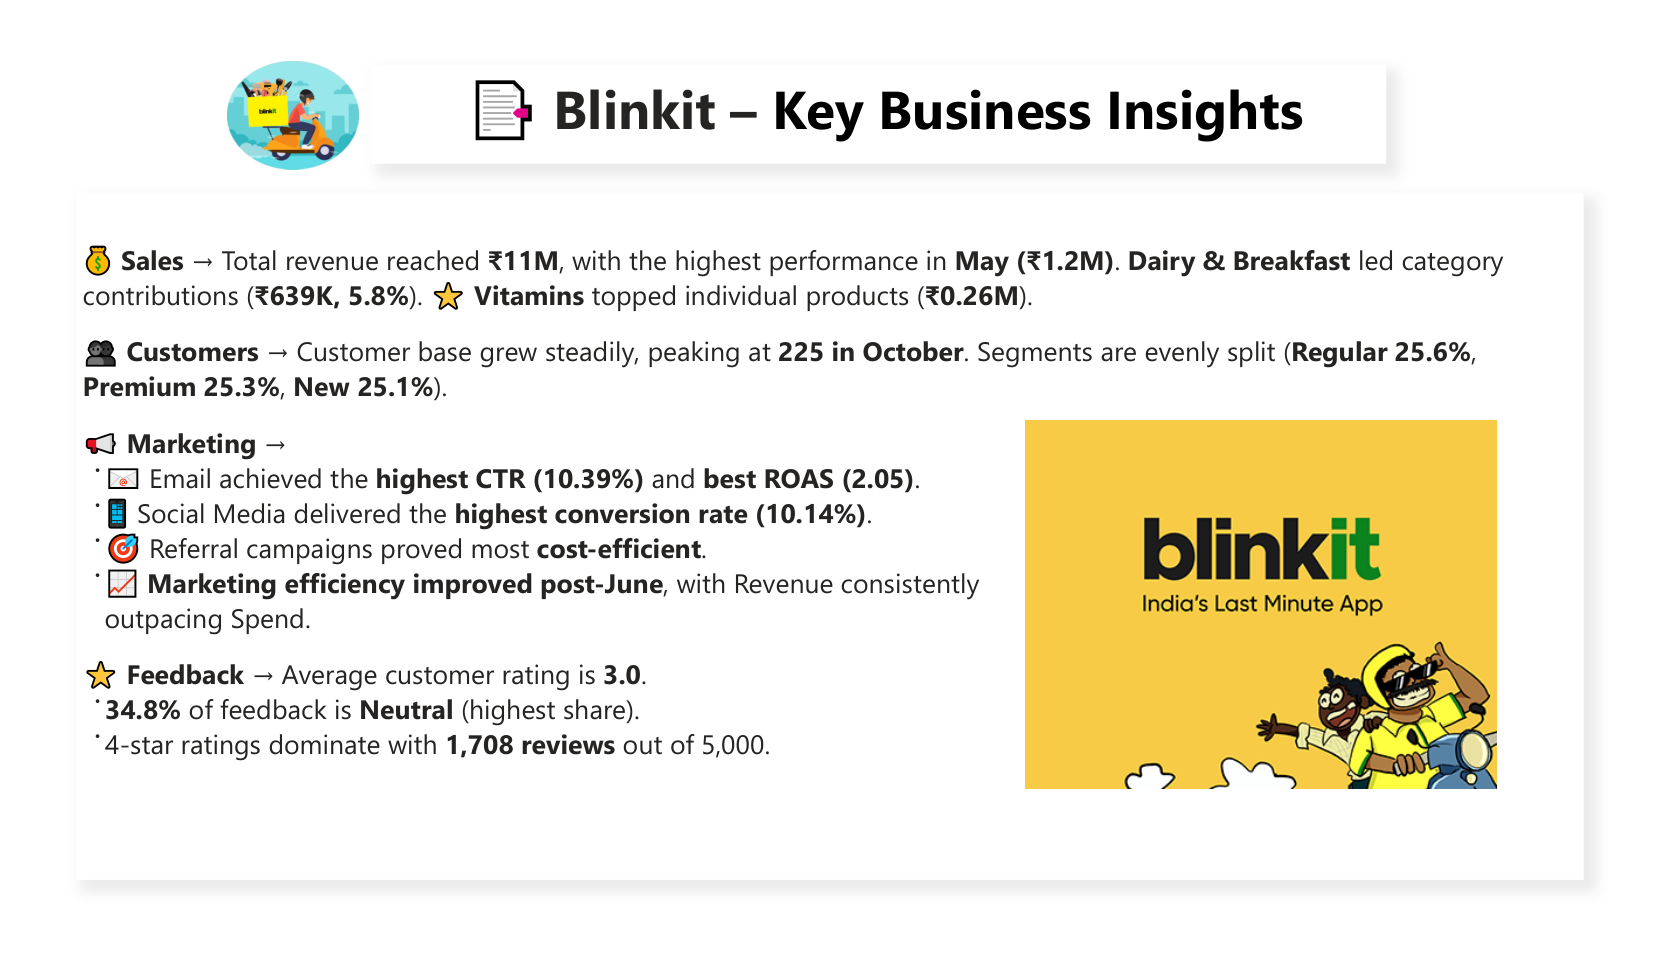 blinkit
Blinkit – Key Business Insights
Sales → Total revenue reached ₹11M, with the highest performance in May (₹1.2M). Dairy & Breakfast led category
contributions (₹639K, 5.8%). ⭐ Vitamins topped individual products (₹0.26M).
Customers → Customer base grew steadily, peaking at 225 in October. Segments are evenly split (Regular 25.6%,
Premium 25.3%, New 25.1%).
Marketing →
Email achieved the highest CTR (10.39%) and best ROAS (2.05).
Social Media delivered the highest conversion rate (10.14%).
Referral campaigns proved most cost-efficient.
Marketing efficiency improved post-June, with Revenue consistently
outpacing Spend.
Feedback → Average customer rating is 3.0.
34.8% of feedback is Neutral (highest share).
4-star ratings dominate with 1,708 reviews out of 5,000.
blinkit
India's Last Minute App